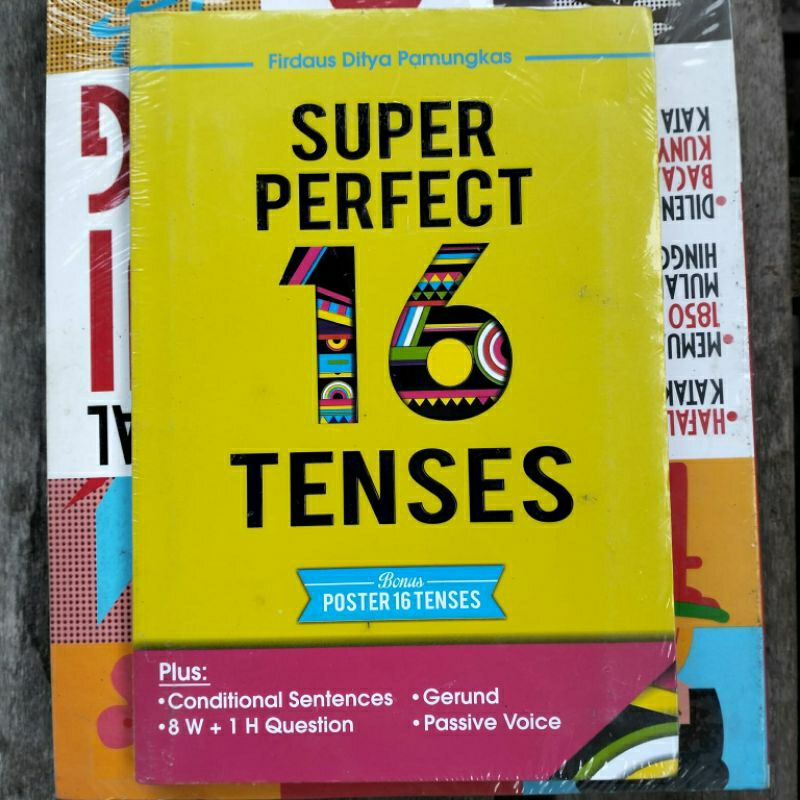 Firdaus Ditya Pamungkas
SUPER
PERFECT
16
TENSES
Bonus
POSTER 16 TENSES
Plus:
•Conditional Sentences
•8 W + 1 H Question
•Gerund
•Passive Voice
•HAFAL
KATAK
•MEMU
1850
MULA
HINGG
•DILEN
BACA
KUNY
KATA